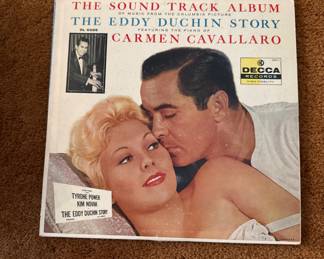 THE SOUND TRACK ALBUM
OF MUSIC FROM THE COLUMBIA PICTURE
THE EDDY DUCHIN STORY
FEATURING THE PIANO OF
CARMEN CAVALLARO
DECCA
RECORDS
TYRONE POWER
KIM NOVAK
THE EDDY DUCHIN STORY